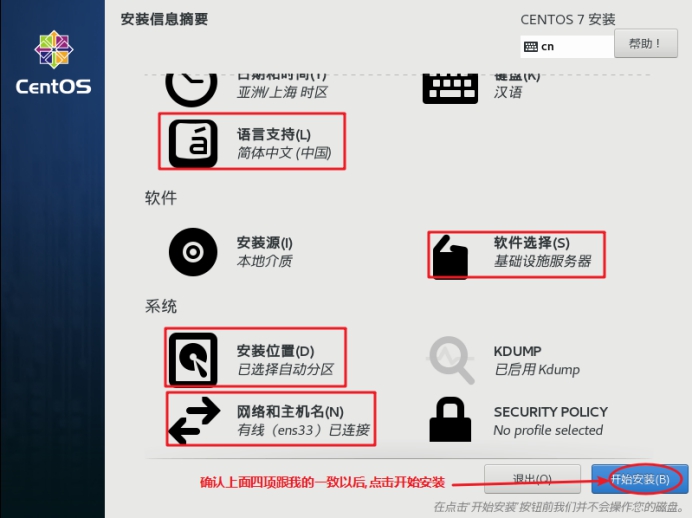 安装信息摘要
CENTOS 7 安装
cn
帮助！
CentOS
日期和时间(T)
亚洲/上海 时区
键盘(K)
汉语
语言支持(L)
简体中文 (中国)
软件
安装源(I)
本地介质
软件选择(S)
基础设施服务器
系统
安装位置(D)
已选择自动分区
KDUMP
已启用 Kdump
网络和主机名(N)
有线（ens33）已连接
SECURITY POLICY
No profile selected
确认上面四项跟我的一致以后,点击开始安装
退出(Q)
开始安装(B)
在点击'开始安装'按钮前我们并不会操作您的磁盘。